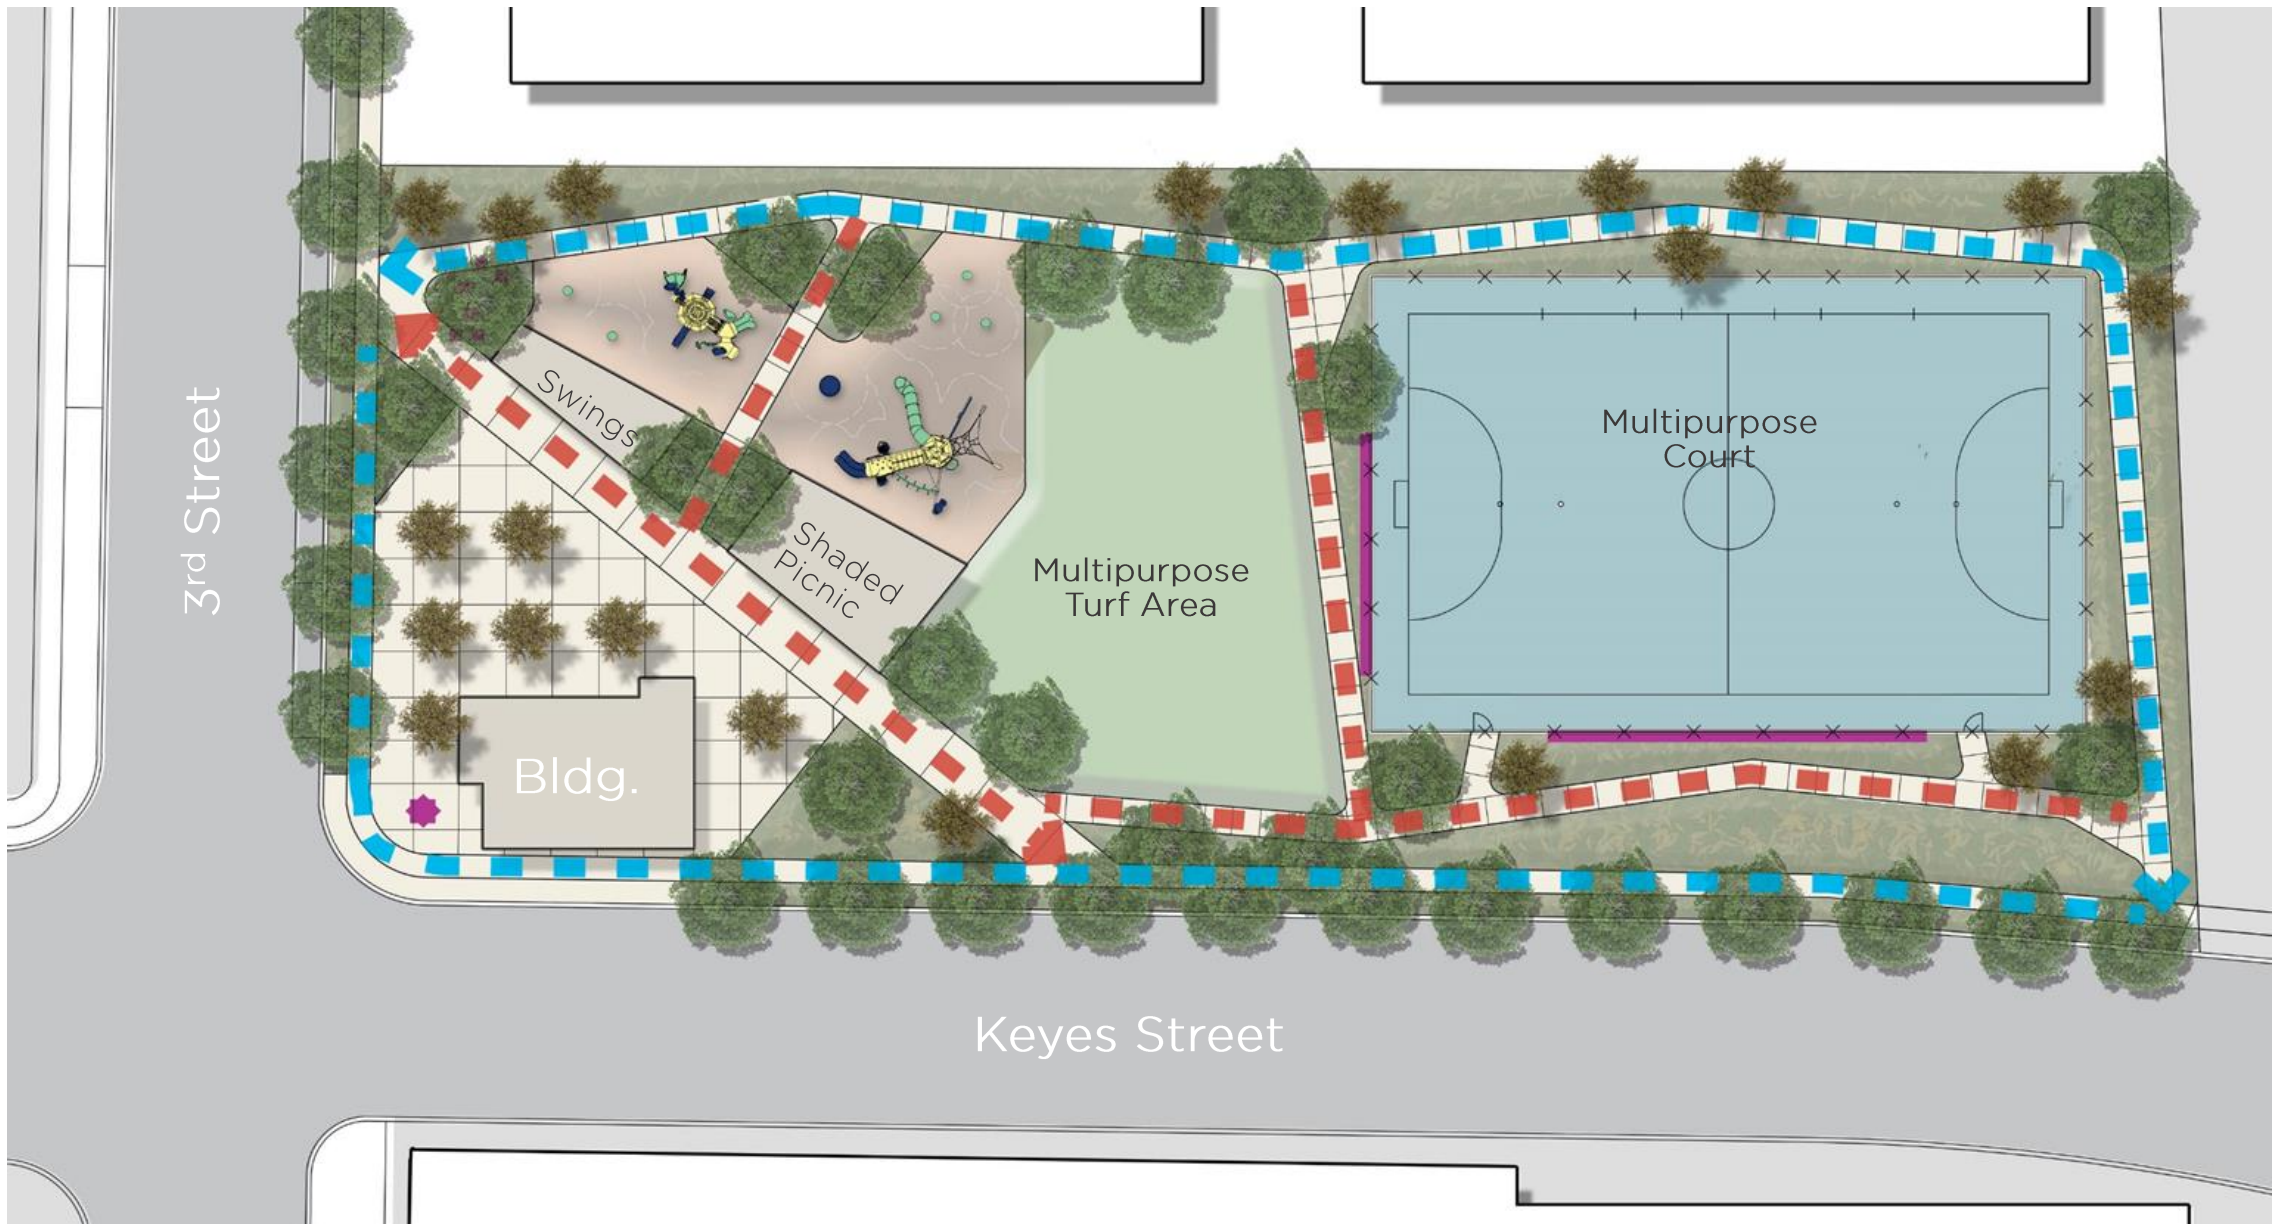 3rd Street
Swings
Shaded
Picnic
Multipurpose
Turf Area
Multipurpose
Court
Bldg.
Keyes Street